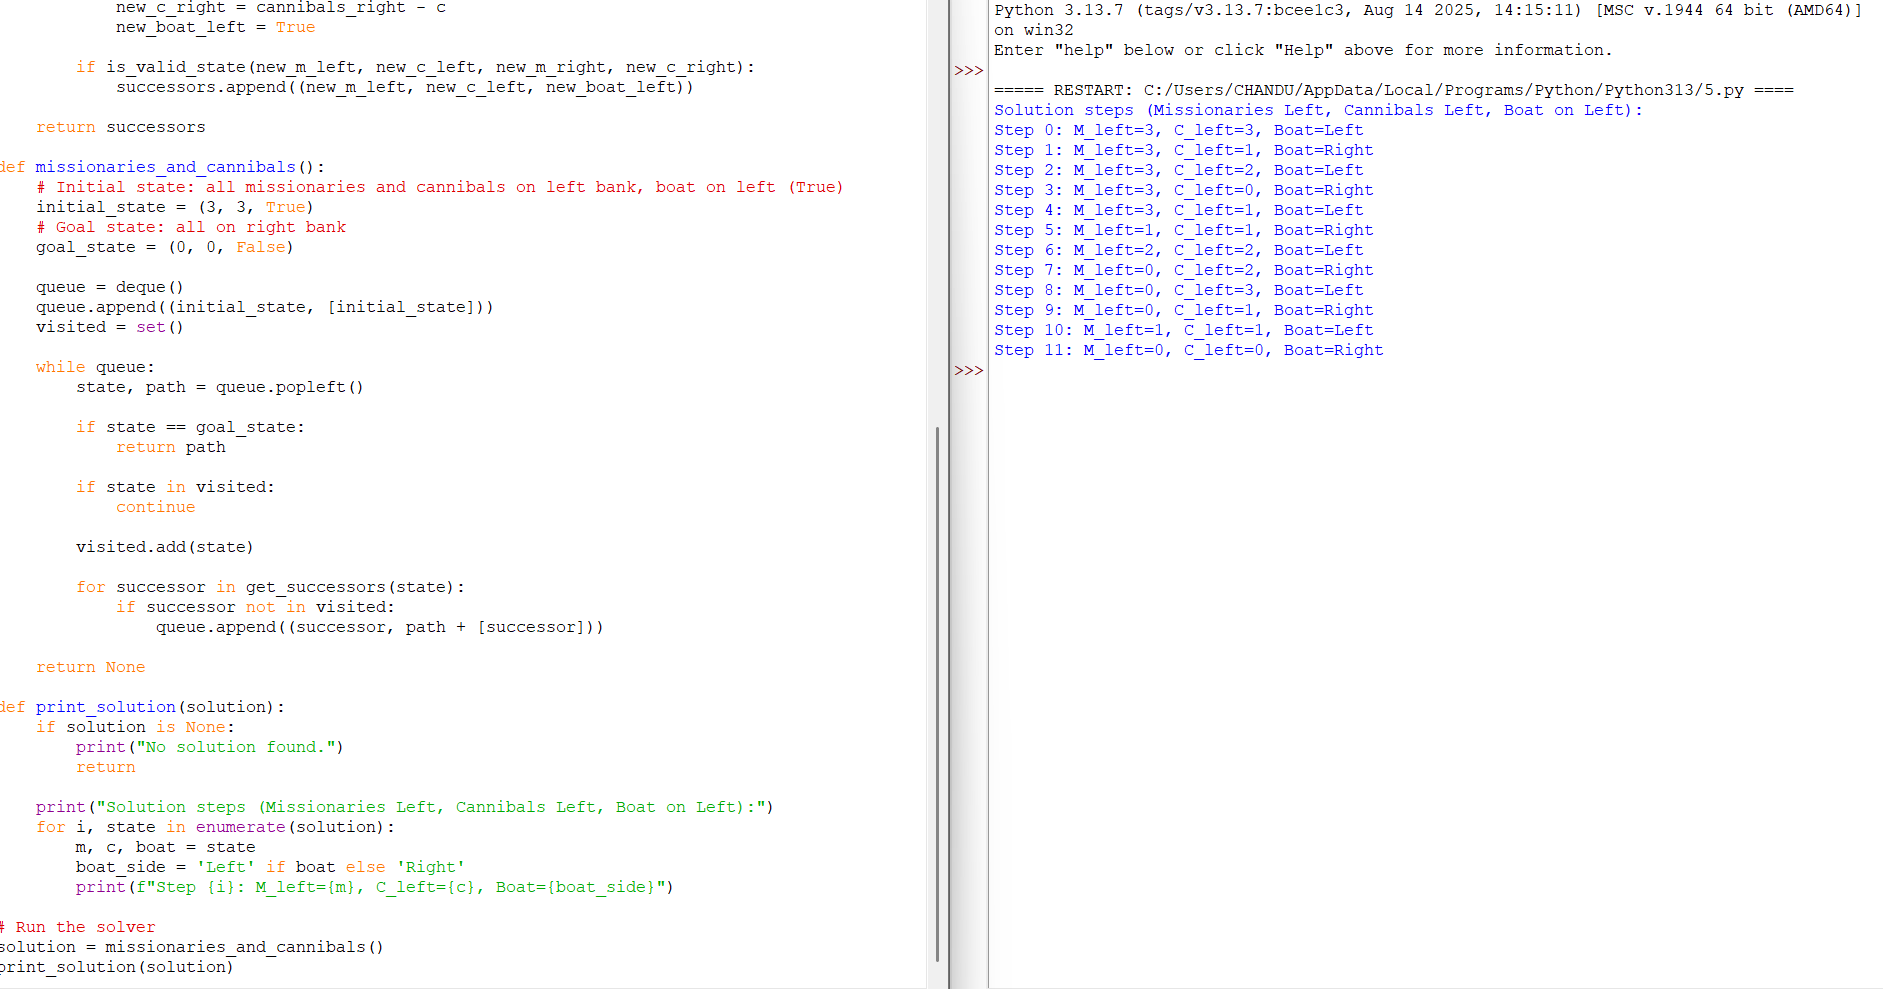 new_c_right = cannibals_right - c
            new_boat_left = True

        if is_valid_state(new_m_left, new_c_left, new_m_right, new_c_right):
            successors.append((new_m_left, new_c_left, new_boat_left))

    return successors

def missionaries_and_cannibals():
    # Initial state: all missionaries and cannibals on left bank, boat on left (True)
    initial_state = (3, 3, True)
    # Goal state: all on right bank
    goal_state = (0, 0, False)

    queue = deque()
    queue.append((initial_state, [initial_state]))
    visited = set()

    while queue:
        state, path = queue.popleft()

        if state == goal_state:
            return path

        if state in visited:
            continue

        visited.add(state)

        for successor in get_successors(state):
            if successor not in visited:
                queue.append((successor, path + [successor]))

    return None

def print_solution(solution):
    if solution is None:
        print("No solution found.")
        return

    print("Solution steps (Missionaries Left, Cannibals Left, Boat on Left):")
    for i, state in enumerate(solution):
        m, c, boat = state
        boat_side = 'Left' if boat else 'Right'
        print(f"Step {i}: M_left={m}, C_left={c}, Boat={boat_side}")

# Run the solver
solution = missionaries_and_cannibals()
print_solution(solution)
Python 3.13.7 (tags/v3.13.7:bcee1c3, Aug 14 2025, 14:15:11) [MSC v.1944 64 bit (AMD64)]
on win32
Enter "help" below or click "Help" above for more information.
>>>
===== RESTART: C:/Users/CHANDU/AppData/Local/Programs/Python/Python313/5.py ====
Solution steps (Missionaries Left, Cannibals Left, Boat on Left):
Step 0: M_left=3, C_left=3, Boat=Left
Step 1: M_left=3, C_left=1, Boat=Right
Step 2: M_left=3, C_left=2, Boat=Left
Step 3: M_left=3, C_left=0, Boat=Right
Step 4: M_left=3, C_left=1, Boat=Left
Step 5: M_left=1, C_left=1, Boat=Right
Step 6: M_left=2, C_left=2, Boat=Left
Step 7: M_left=0, C_left=2, Boat=Right
Step 8: M_left=0, C_left=3, Boat=Left
Step 9: M_left=0, C_left=1, Boat=Right
Step 10: M_left=1, C_left=1, Boat=Left
Step 11: M_left=0, C_left=0, Boat=Right
>>>